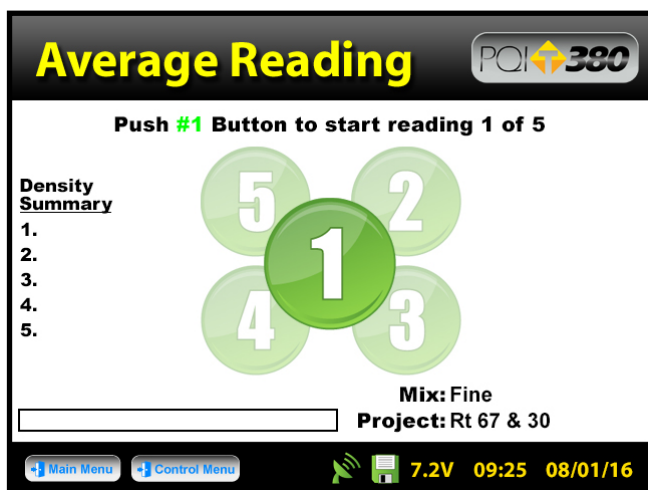 Average Reading
PQI T 380
Push #1 Button to start reading 1 of 5
Density
Summary
1.
2.
3.
4.
5.
5 2
1
4 3
Mix: Fine
Project: Rt 67 & 30
Main Menu Control Menu 7.2V 09:25 08/01/16